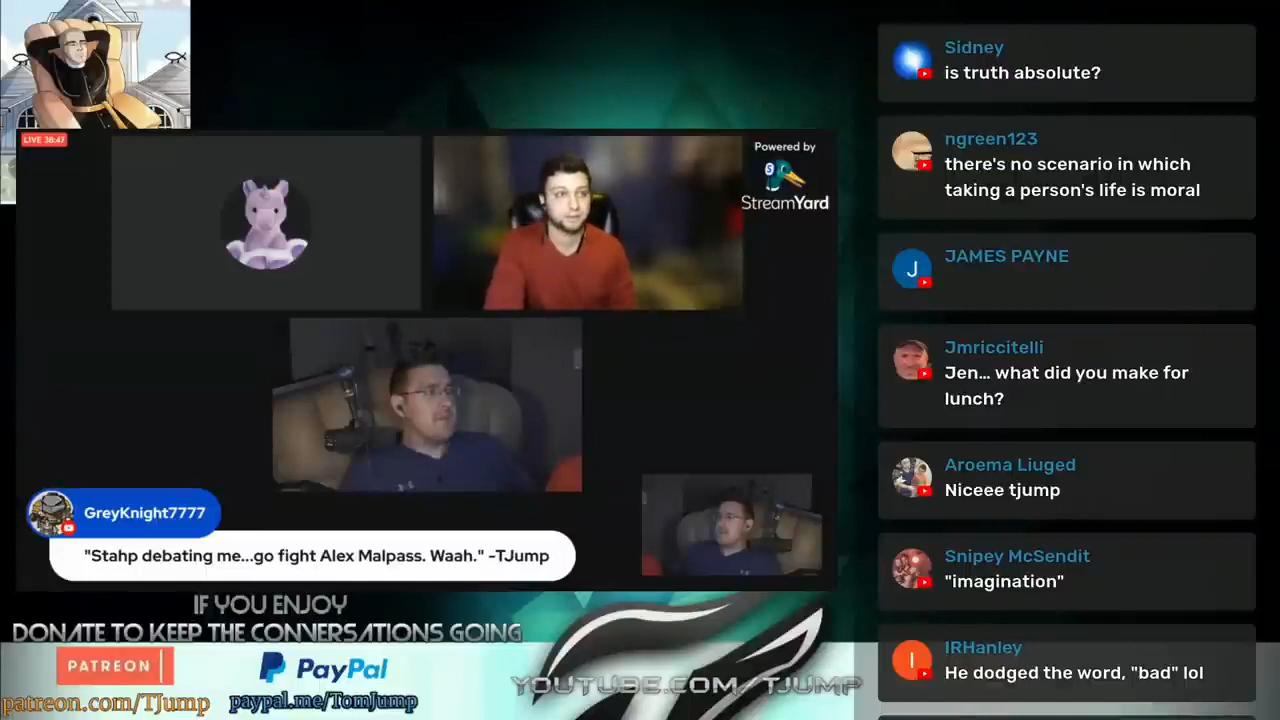 LIVE 38:47
Powered by
StreamYard
GreyKnight7777
"Stahp debating me...go fight Alex Malpass. Waah." -TJump
IF YOU ENJOY
DONATE TO KEEP THE CONVERSATIONS GOING
PATREON
PayPal
patreon.com/TJump
paypal.me/TomJump
YOUTUBE.COM/TJUMP
Sidney
is truth absolute?
ngreen123
there's no scenario in which
taking a person's life is moral
J
JAMES PAYNE
Jmriccitelli
Jen... what did you make for
lunch?
Aroema Liuged
Niceee tjump
Snipey McSendit
"imagination"
I
IRHanley
He dodged the word, "bad" lol